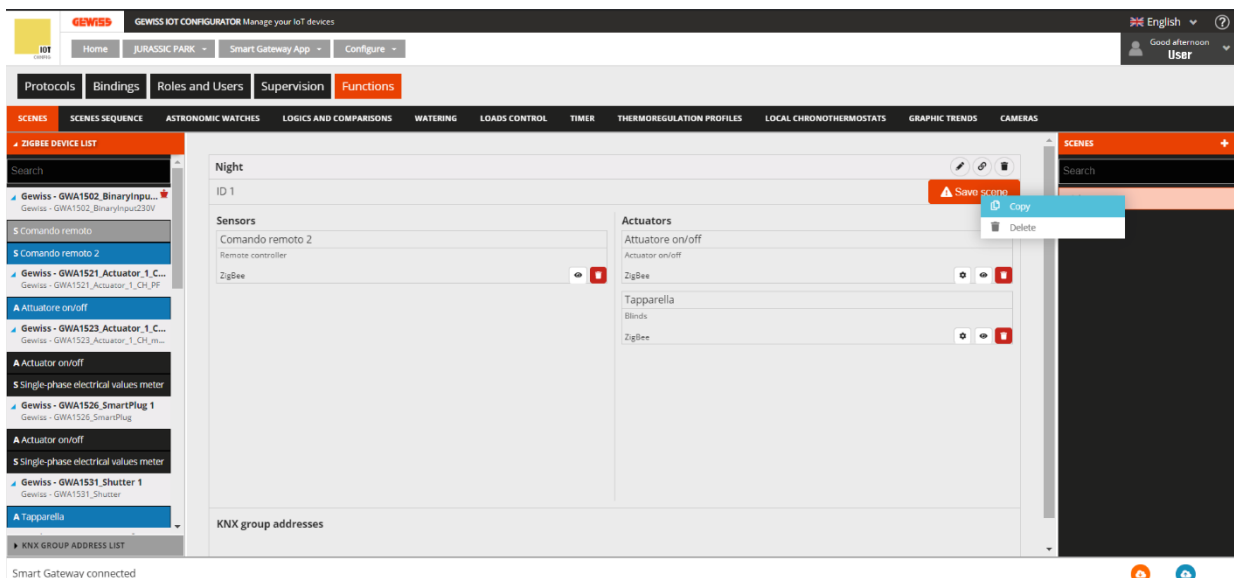 GEWISS
GEWISS IOT CONFIGURATOR Manage your IoT devices
English
?
IOT
CONFIG
Home
JURASSIC PARK
Smart Gateway App
Configure
Good afternoon
User
Protocols
Bindings
Roles and Users
Supervision
Functions
SCENES
SCENES SEQUENCE
ASTRONOMIC WATCHES
LOGICS AND COMPARISONS
WATERING
LOADS CONTROL
TIMER
THERMOREGULATION PROFILES
LOCAL CHRONOTHERMOSTATS
GRAPHIC TRENDS
CAMERAS
ZIGBEE DEVICE LIST
Search
Gewiss - GWA1502_BinaryInpu...
Gewiss - GWA1502_BinaryInput230V
S Comando remoto
S Comando remoto 2
Gewiss - GWA1521_Actuator_1_C...
Gewiss - GWA1521_Actuator_1_CH_PF
A Attuatore on/off
Gewiss - GWA1523_Actuator_1_C...
Gewiss - GWA1523_Actuator_1_CH_m...
A Actuator on/off
S Single-phase electrical values meter
Gewiss - GWA1526_SmartPlug 1
Gewiss - GWA1526_SmartPlug
A Actuator on/off
S Single-phase electrical values meter
Gewiss - GWA1531_Shutter 1
Gewiss - GWA1531_Shutter
A Tapparella
KNX GROUP ADDRESS LIST
Night
ID 1
Save scene
Sensors
Comando remoto 2
Remote controller
ZigBee
Actuators
Attuatore on/off
Actuator on/off
ZigBee
Tapparella
Blinds
ZigBee
KNX group addresses
SCENES
+
Search
Copy
Delete
Smart Gateway connected